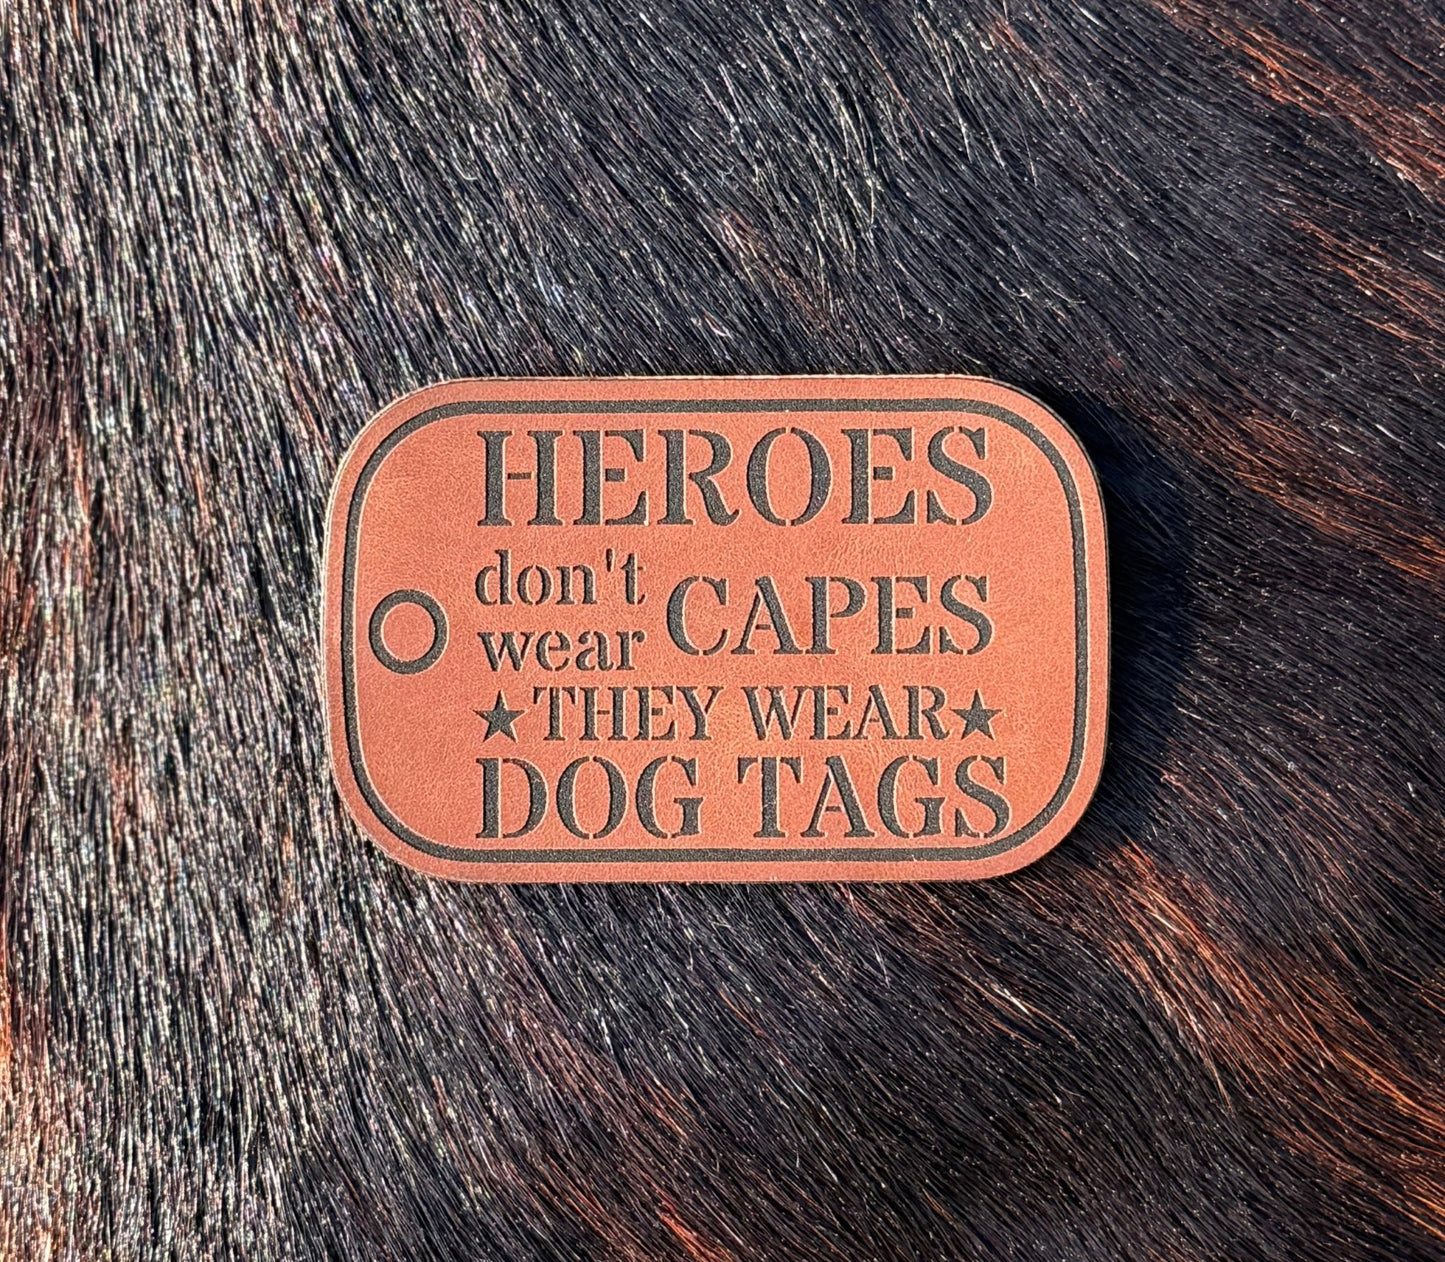 HEROES
don't
wear CAPES
★THEY WEAR★
DOG TAGS